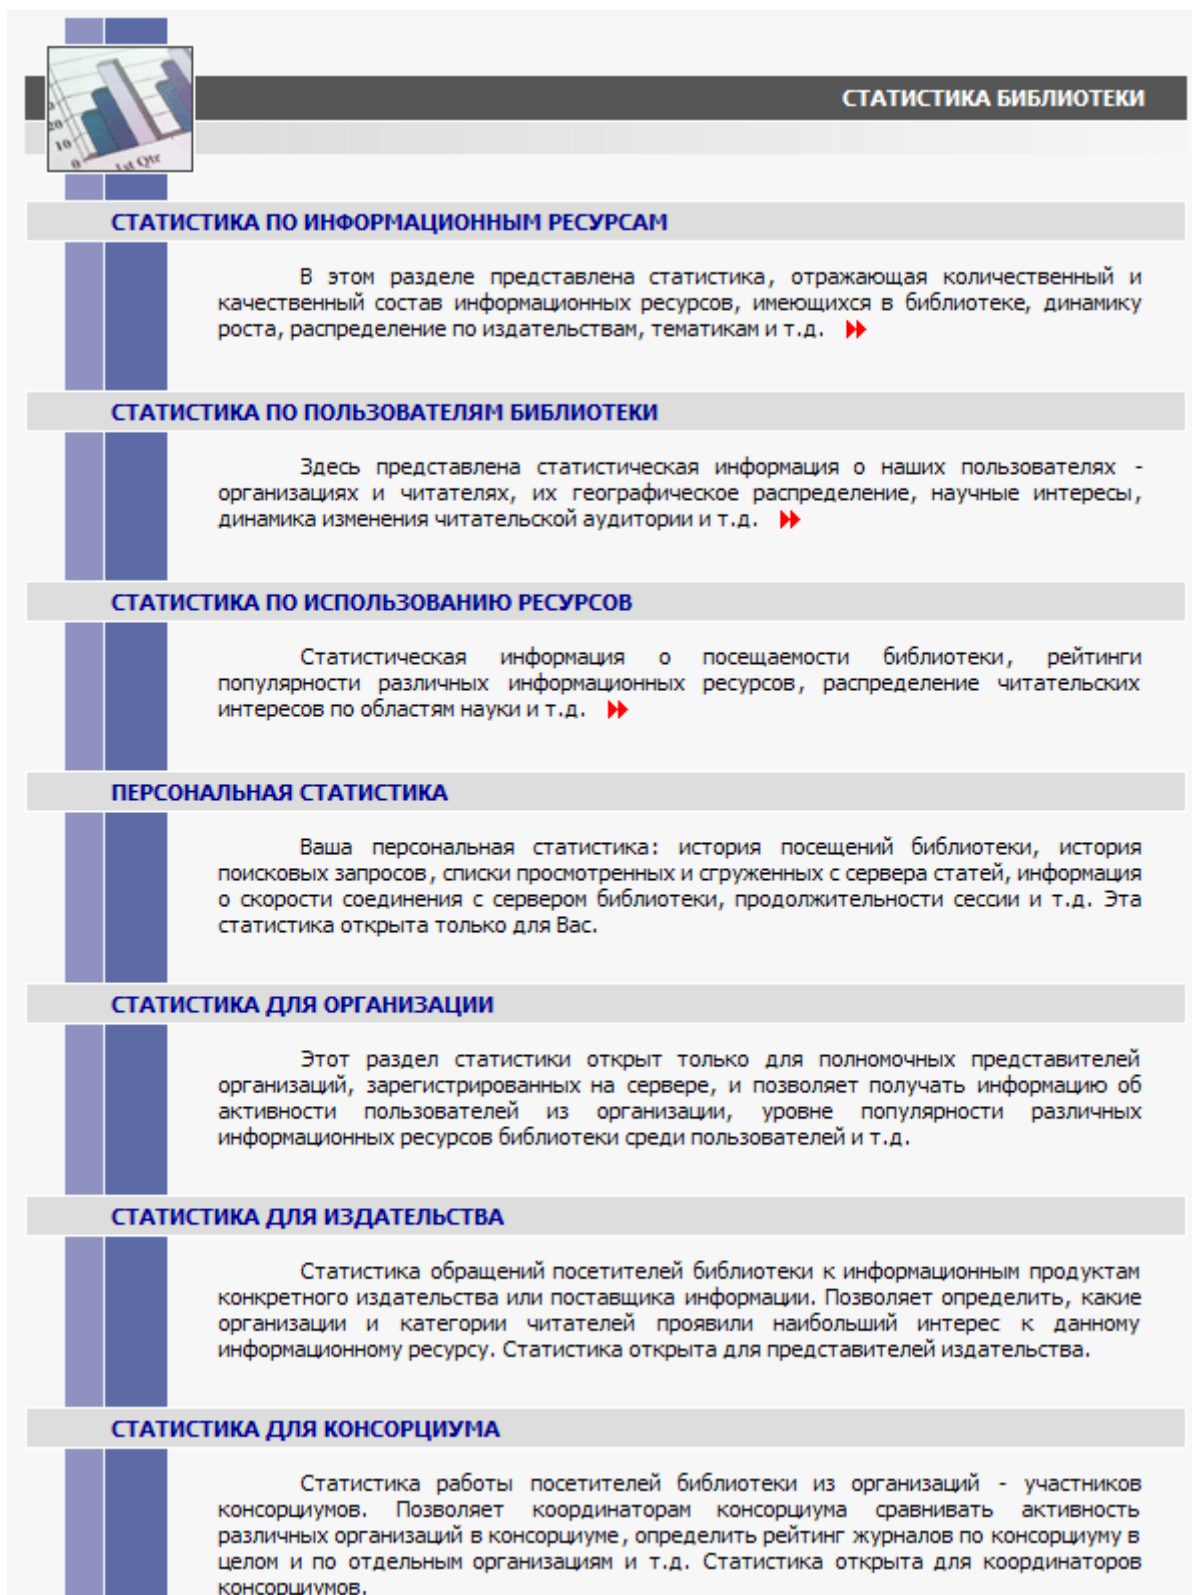 СТАТИСТИКА БИБЛИОТЕКИ
20
10
0
1st Qtr
СТАТИСТИКА ПО ИНФОРМАЦИОННЫМ РЕСУРСАМ
В этом разделе представлена статистика, отражающая количественный и
качественный состав информационных ресурсов, имеющихся в библиотеке, динамику
роста, распределение по издательствам, тематикам и т.д.
СТАТИСТИКА ПО ПОЛЬЗОВАТЕЛЯМ БИБЛИОТЕКИ
Здесь представлена статистическая информация о наших пользователях -
организациях и читателях, их географическое распределение, научные интересы,
динамика изменения читательской аудитории и т.д.
СТАТИСТИКА ПО ИСПОЛЬЗОВАНИЮ РЕСУРСОВ
Статистическая информация о посещаемости библиотеки, рейтинги
популярности различных информационных ресурсов, распределение читательских
интересов по областям науки и т.д.
ПЕРСОНАЛЬНАЯ СТАТИСТИКА
Ваша персональная статистика: история посещений библиотеки, история
поисковых запросов, списки просмотренных и сгруженных с сервера статей, информация
о скорости соединения с сервером библиотеки, продолжительности сессии и т.д. Эта
статистика открыта только для Вас.
СТАТИСТИКА ДЛЯ ОРГАНИЗАЦИИ
Этот раздел статистики открыт только для полномочных представителей
организаций, зарегистрированных на сервере, и позволяет получать информацию об
активности пользователей из организации, уровне популярности различных
информационных ресурсов библиотеки среди пользователей и т.д.
СТАТИСТИКА ДЛЯ ИЗДАТЕЛЬСТВА
Статистика обращений посетителей библиотеки к информационным продуктам
конкретного издательства или поставщика информации. Позволяет определить, какие
организации и категории читателей проявили наибольший интерес к данному
информационному ресурсу. Статистика открыта для представителей издательства.
СТАТИСТИКА ДЛЯ КОНСОРЦИУМА
Статистика работы посетителей библиотеки из организаций - участников
консорциумов. Позволяет координаторам консорциума сравнивать активность
различных организаций в консорциуме, определить рейтинг журналов по консорциуму в
целом и по отдельным организациям и т.д. Статистика открыта для координаторов
консорциумов.